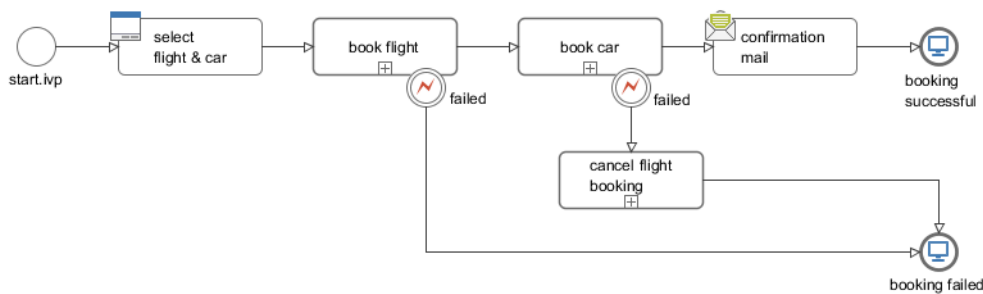 start.ivp
select
flight & car
book flight
failed
book car
failed
confirmation
mail
booking
successful
cancel flight
booking
booking failed